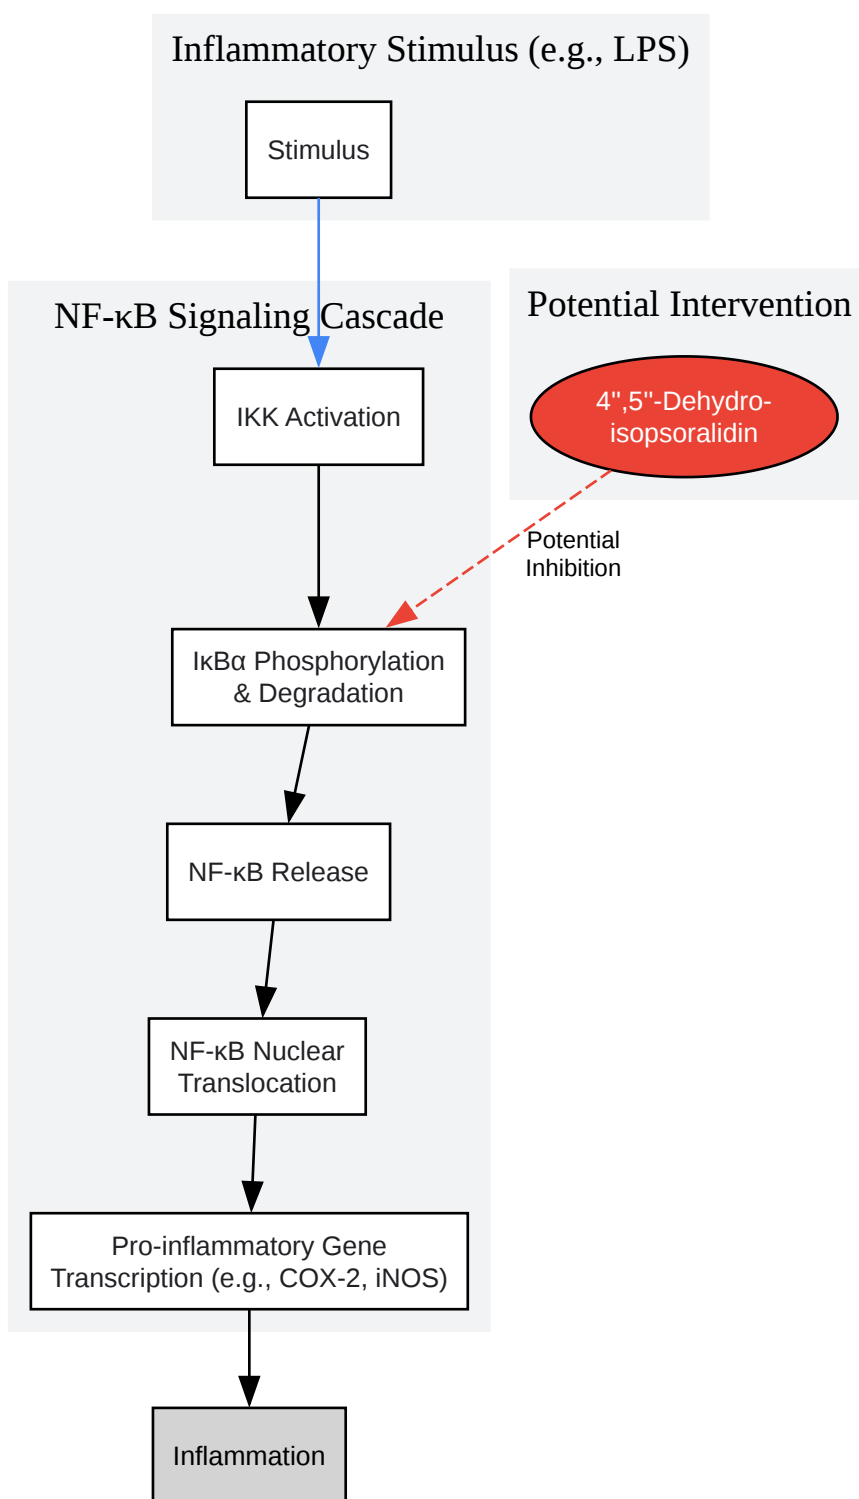 Inflammatory Stimulus (e.g., LPS)
Stimulus
NF-κB Signaling Cascade
Potential Intervention
IKK Activation
4",5"-Dehydro-
isopsoralidin
Potential
Inhibition
IκBα Phosphorylation
& Degradation
NF-κB Release
NF-κB Nuclear
Translocation
Pro-inflammatory Gene
Transcription (e.g., COX-2, iNOS)
Inflammation